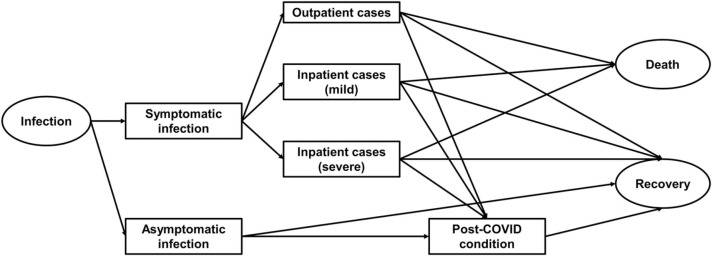 Outpatient cases
Death
Inpatient cases
(mild)
Infection
Symptomatic
infection
Inpatient cases
(severe)
Recovery
Asymptomatic
infection
Post-COVID
condition